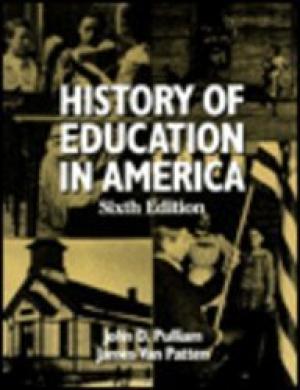 HISTORY OF
EDUCATION
IN AMERICA
Sixth Edition
John D. Pulliam
James Van Patten